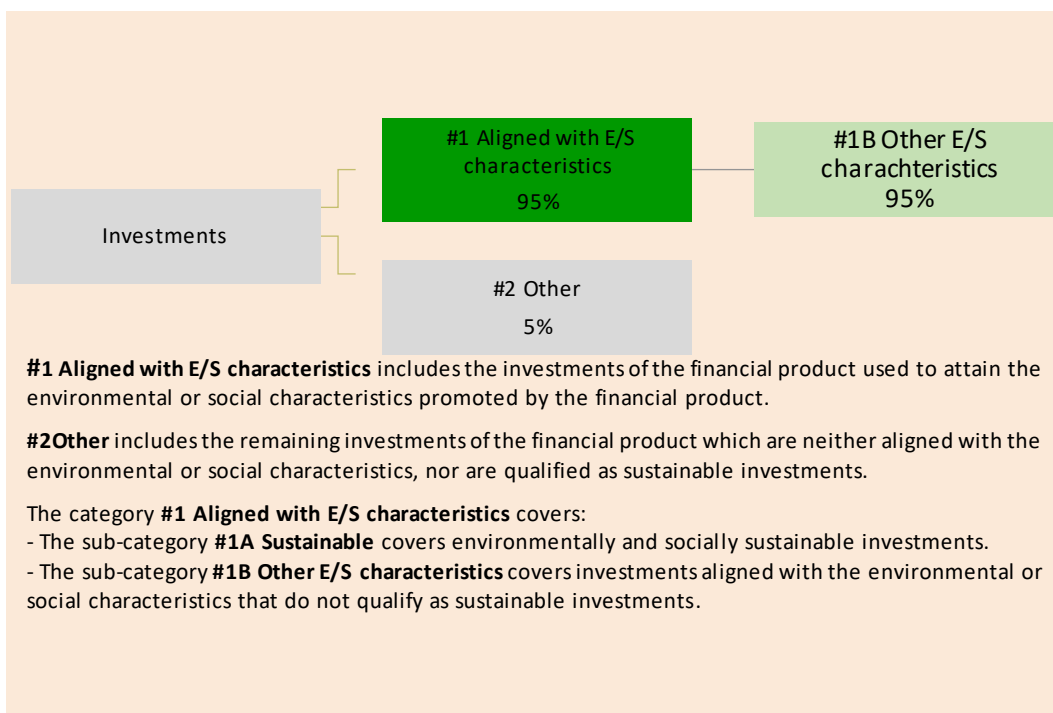 #1 Aligned with E/S
characteristics
95%
#1B Other E/S
charachteristics
95%
Investments
#2 Other
5%
#1 Aligned with E/S characteristics includes the investments of the financial product used to attain the
environmental or social characteristics promoted by the financial product.
#2Other includes the remaining investments of the financial product which are neither aligned with the
environmental or social characteristics, nor are qualified as sustainable investments.
The category #1 Aligned with E/S characteristics covers:
- The sub-category #1A Sustainable covers environmentally and socially sustainable investments.
- The sub-category #1B Other E/S characteristics covers investments aligned with the environmental or
social characteristics that do not qualify as sustainable investments.